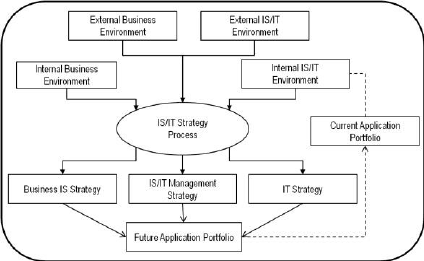 External Business
Environment
External IS/IT
Environment
Internal Business
Environment
Internal IS/IT
Environment
IS/IT Strategy
Process
Current Application
Portfolio
Business IS Strategy
IS/IT Management
Strategy
IT Strategy
Future Application Portfolio